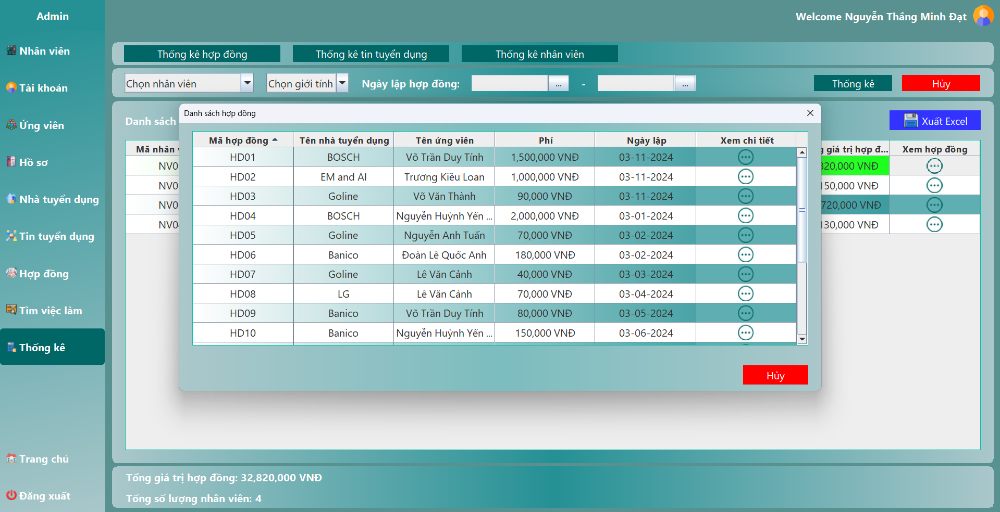 Admin
Welcome Nguyễn Thắng Minh Đạt
Nhân viên
Tài khoản
Ứng viên
Hồ sơ
Nhà tuyển dụng
Tin tuyển dụng
Hợp đồng
Tìm việc làm
Thống kê
Trang chủ
Đăng xuất
Thống kê hợp đồng Thống kê tin tuyển dụng Thống kê nhân viên
Chọn nhân viên Chọn giới tính Ngày lập hợp đồng: ... - ... Thống kê Hủy
Danh sách
Xuất Excel
Mã nhân
NV0
NV0
NV0
NV0
giá trị hợp đ... Xem hợp đồng
820,000 VNĐ
150,000 VNĐ
720,000 VNĐ
130,000 VNĐ
Danh sách hợp đồng
Mã hợp đồng Tên nhà tuyển dụng Tên ứng viên Phí Ngày lập Xem chi tiết
HD01 BOSCH Võ Trần Duy Tính 1,500,000 VNĐ 03-11-2024
HD02 EM and AI Trương Kiều Loan 1,000,000 VNĐ 03-11-2024
HD03 Goline Võ Văn Thành 90,000 VNĐ 03-11-2024
HD04 BOSCH Nguyễn Huỳnh Yến ... 2,000,000 VNĐ 03-01-2024
HD05 Goline Nguyễn Anh Tuấn 70,000 VNĐ 03-02-2024
HD06 Banico Đoàn Lê Quốc Anh 180,000 VNĐ 03-02-2024
HD07 Goline Lê Văn Cảnh 40,000 VNĐ 03-03-2024
HD08 LG Lê Văn Cảnh 70,000 VNĐ 03-04-2024
HD09 Banico Võ Trần Duy Tính 80,000 VNĐ 03-05-2024
HD10 Banico Nguyễn Huỳnh Yến ... 150,000 VNĐ 03-06-2024
Hủy
Tổng giá trị hợp đồng: 32,820,000 VNĐ
Tổng số lượng nhân viên: 4